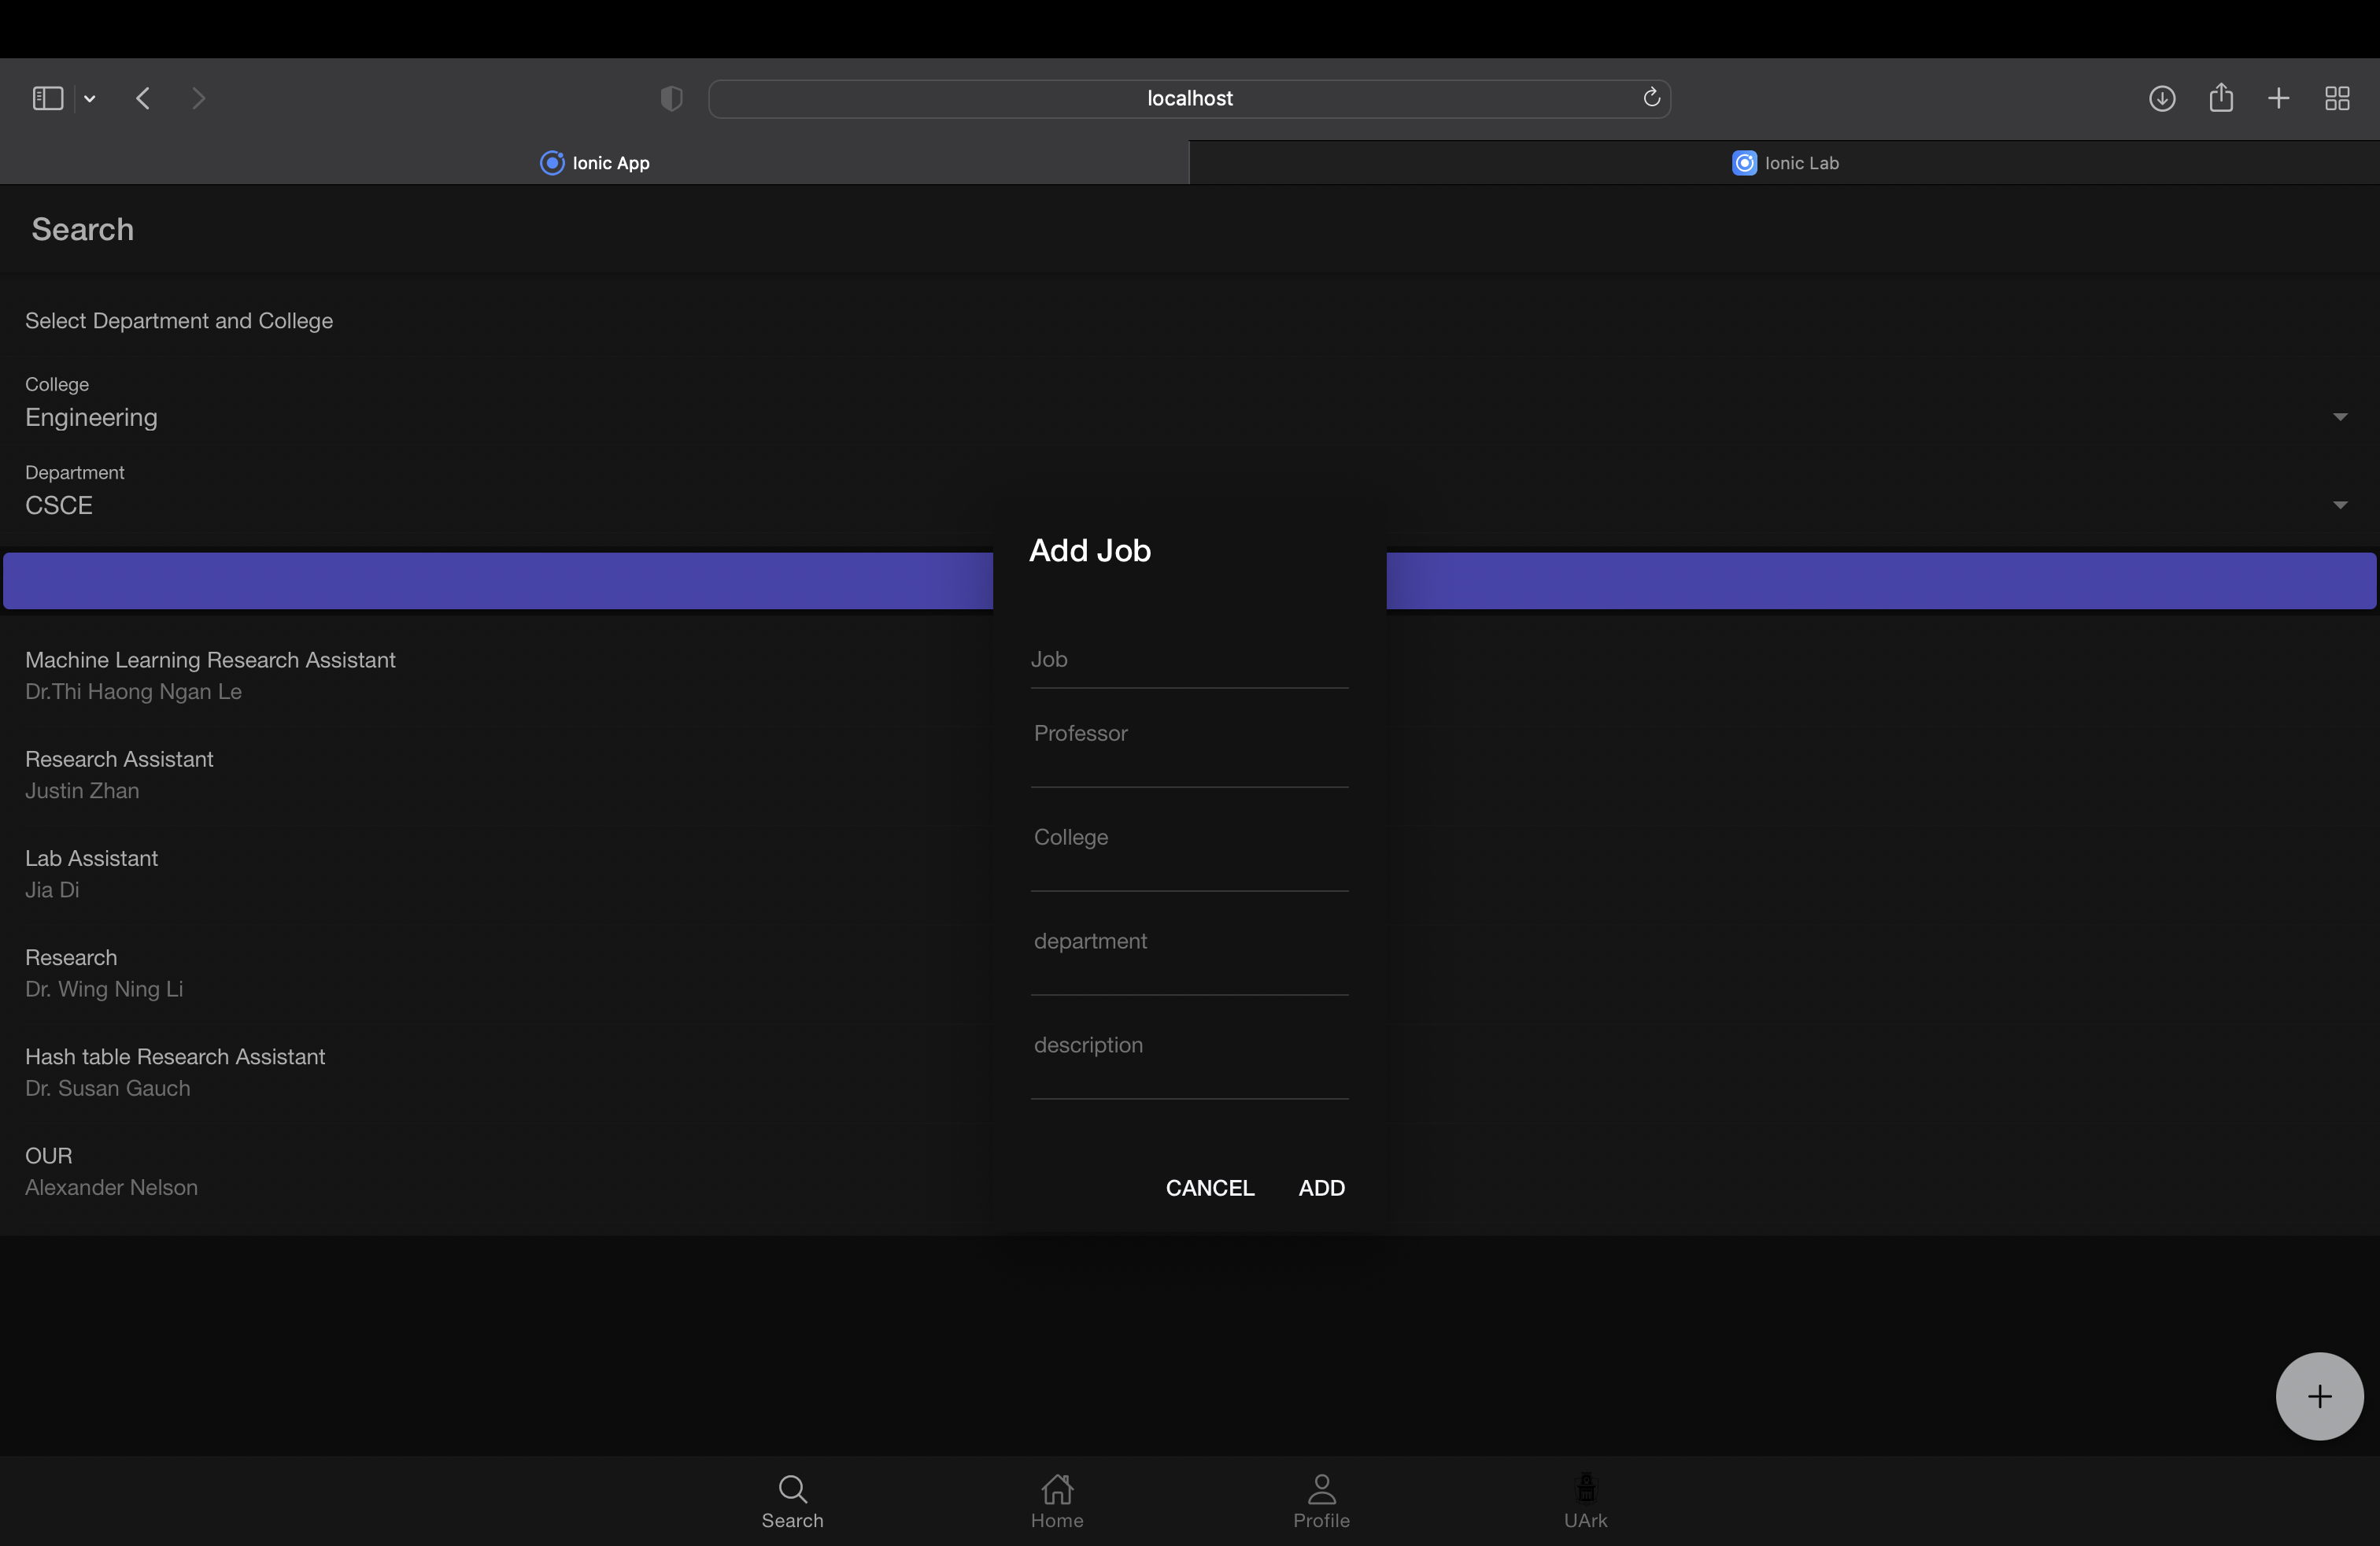 localhost
Ionic App
Ionic Lab
Search
Select Department and College
College
Engineering
Department
CSCE
Machine Learning Research Assistant
Dr.Thi Haong Ngan Le
Research Assistant
Justin Zhan
Lab Assistant
Jia Di
Research
Dr. Wing Ning Li
Hash table Research Assistant
Dr. Susan Gauch
OUR
Alexander Nelson
Add Job
Job
Professor
College
department
description
CANCEL ADD
Search
Home
Profile
UArk